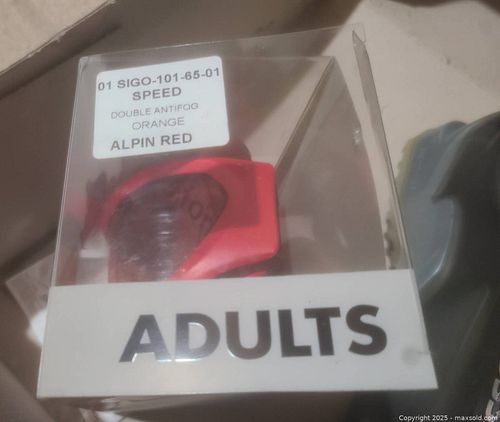 01 SIGO-101-65-01
SPEED
DOUBLE ANTIFOG
ORANGE
ALPIN RED
ADULTS
Copyright © 2025 - maxsold.com